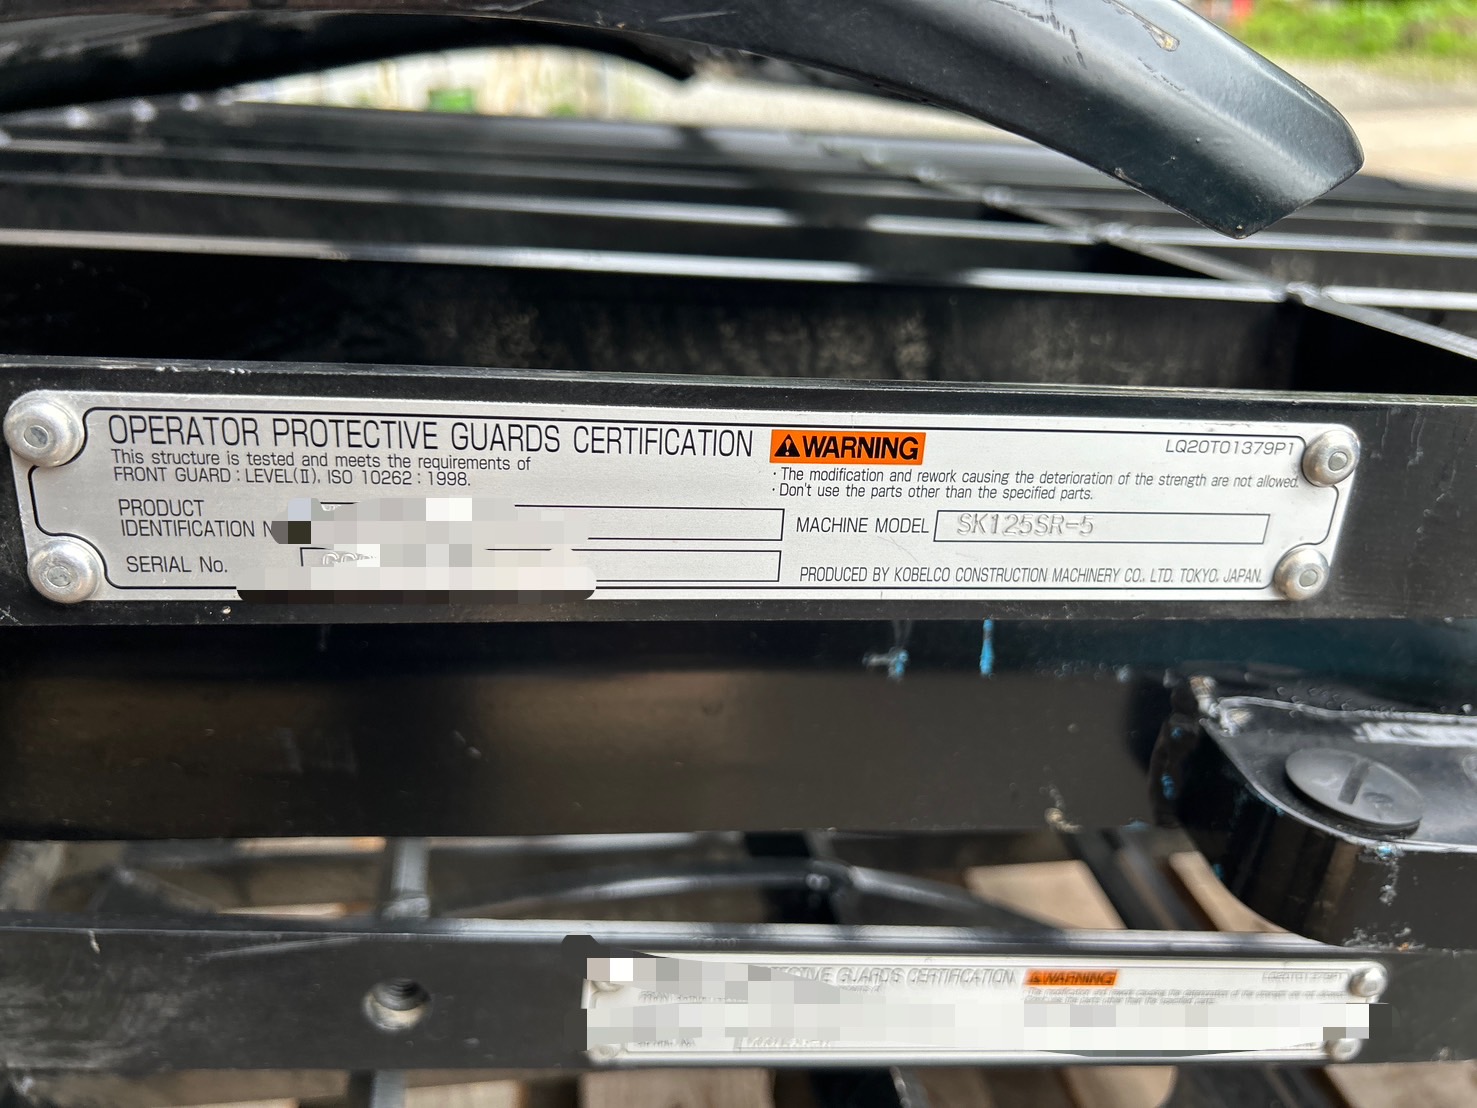 OPERATOR PROTECTIVE GUARDS CERTIFICATION
This structure is tested and meets the requirements of
FRONT GUARD : LEVEL(II), ISO 10262 : 1998.
WARNING
LQ20T01379P1
· The modification and rework causing the deterioration of the strength are not allowed.
· Don't use the parts other than the specified parts.
PRODUCT
IDENTIFICATION
MACHINE MODEL SK125SR-5
SERIAL No.
PRODUCED BY KOBELCO CONSTRUCTION MACHINERY CO., LTD. TOKYO, JAPAN.
GUARDS CERTIFICATION
WARNING